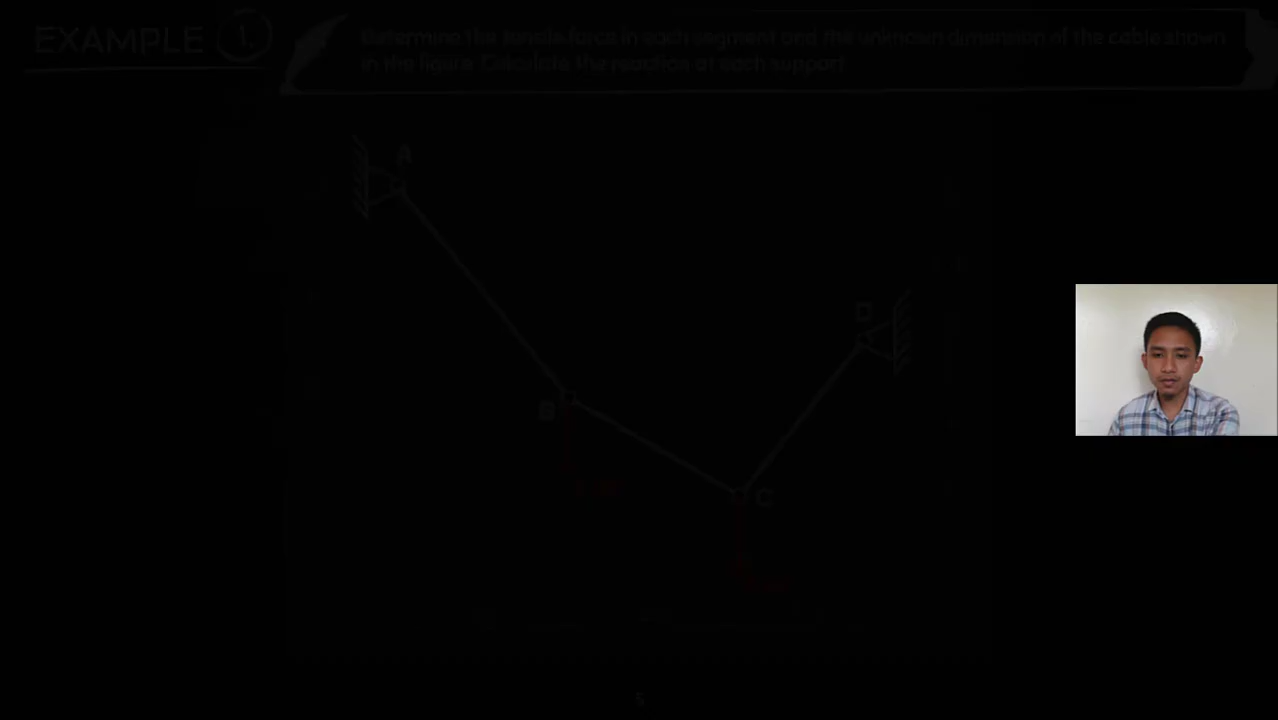 EXAMPLE 1.
Determine the tensile force in each segment and the unknown dimension of the cable shown
in the figure. Calculate the reaction at each support.
A
D
B
C
5